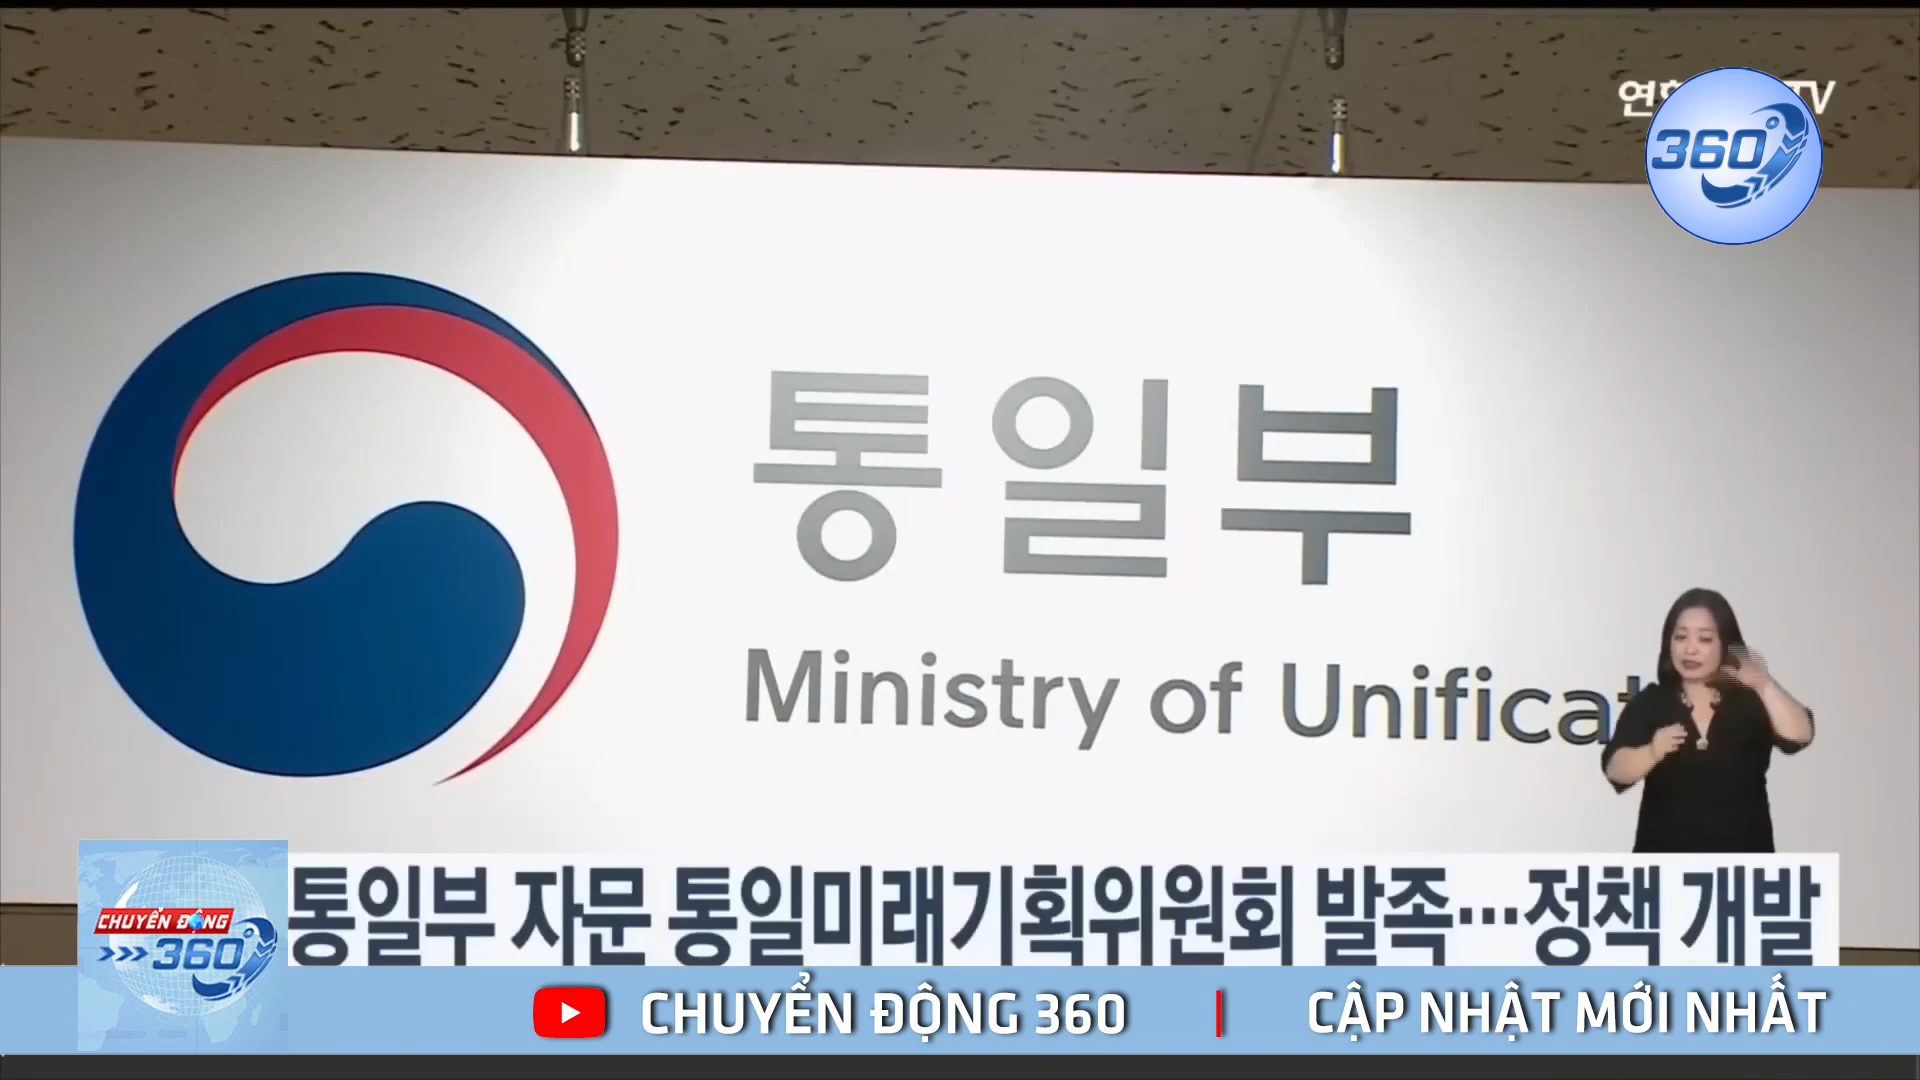 TV
360°
통일부
Ministry of Unificat
통일부 자문 통일미래기획위원회 발족…정책 개발
CHUYỂN ĐỘNG
360°
CHUYỂN ĐỘNG 360 | CẬP NHẬT MỚI NHẤT